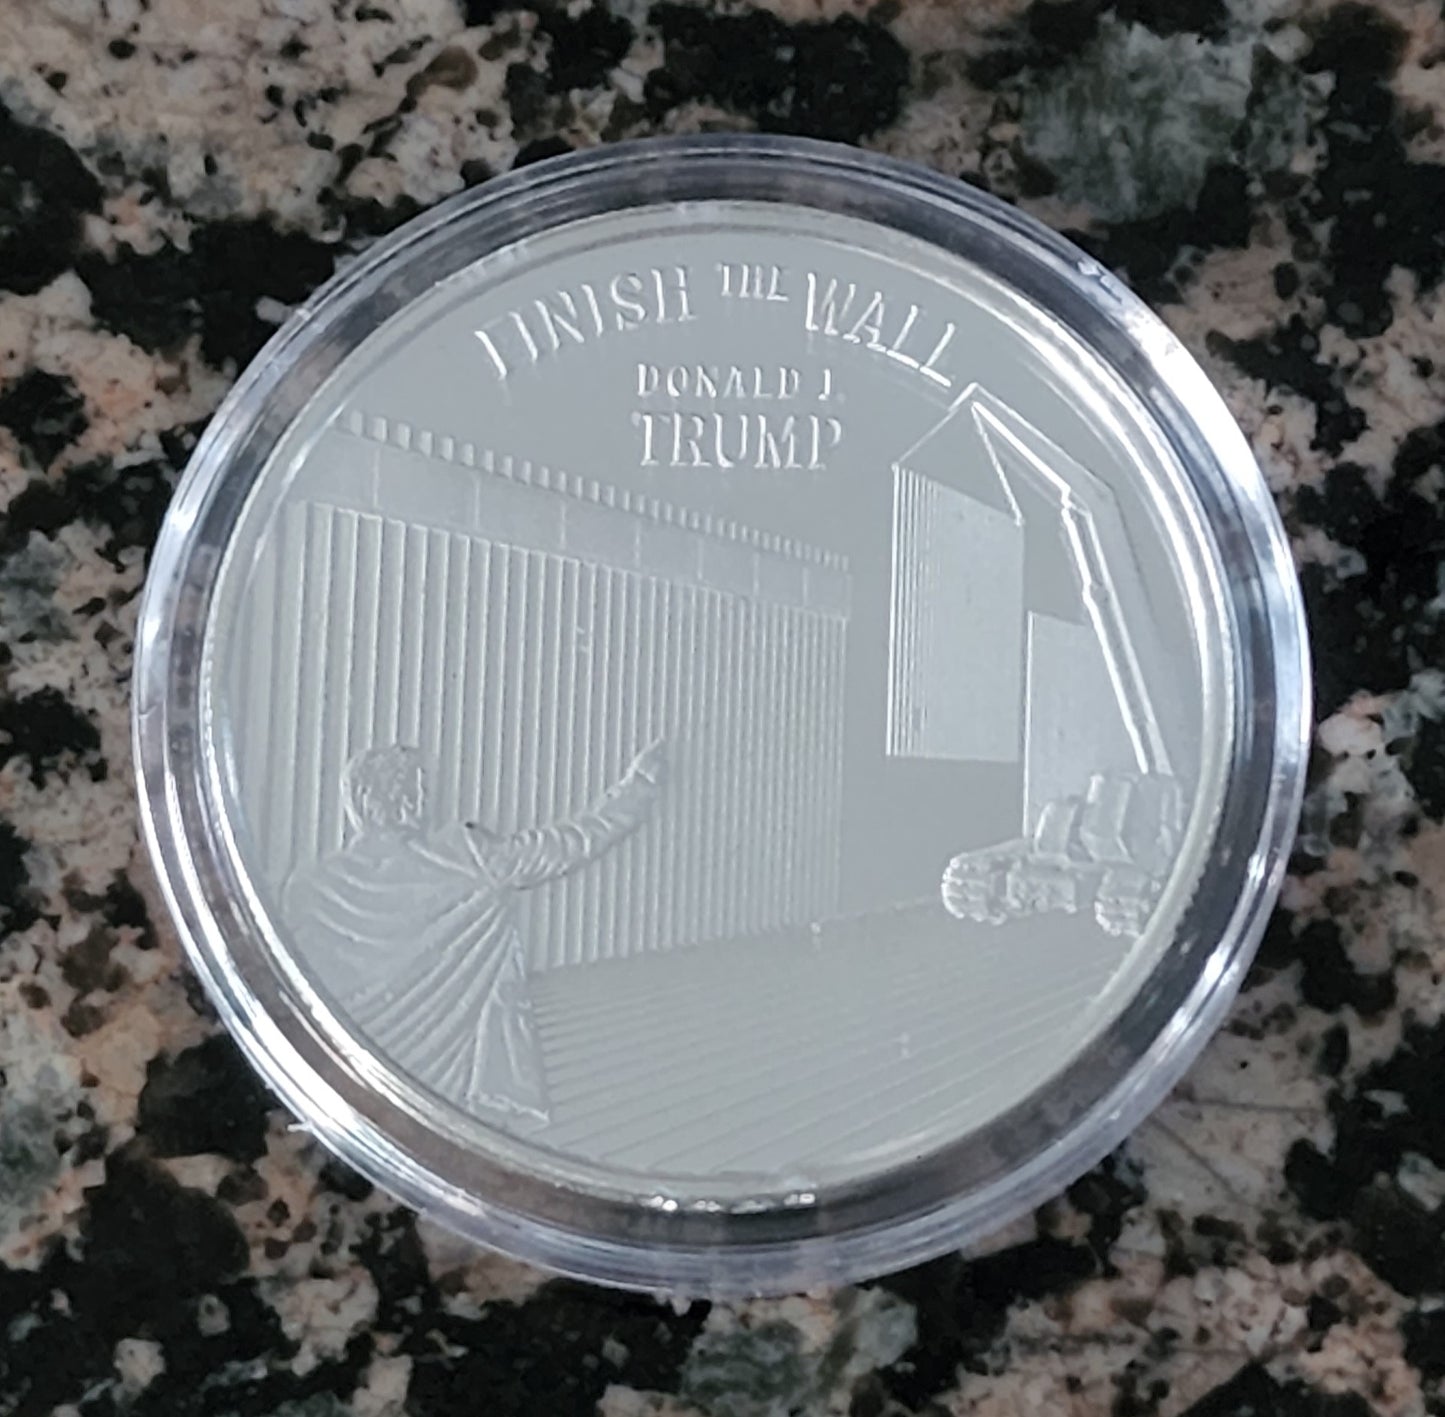 FINISH THE WALL
DONALD J.
TRUMP